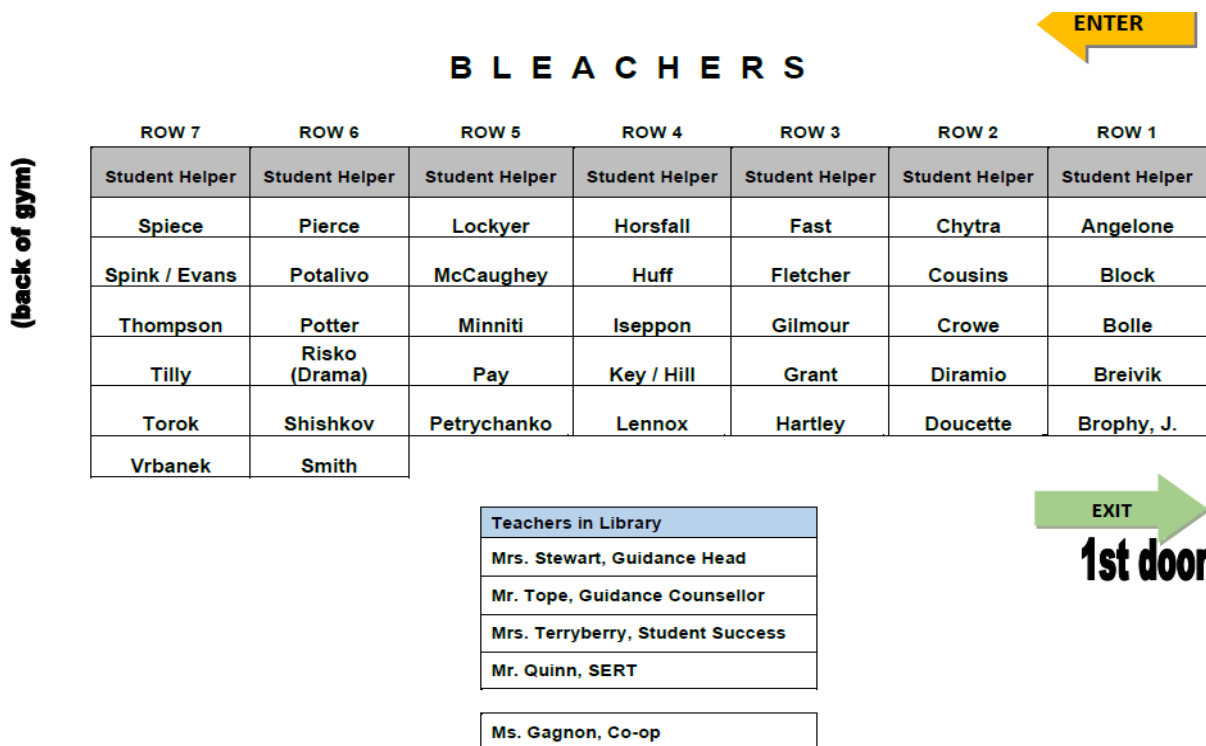 ENTER
B L E A C H E R S
(back of gym)
ROW 7 ROW 6 ROW 5 ROW 4 ROW 3 ROW 2 ROW 1
Student Helper Student Helper Student Helper Student Helper Student Helper Student Helper Student Helper
Spiece Pierce Lockyer Horsfall Fast Chytra Angelone
Spink / Evans Potalivo McCaughey Huff Fletcher Cousins Block
Thompson Potter Minniti Iseppon Gilmour Crowe Bolle
Tilly Risko (Drama) Pay Key / Hill Grant Diramio Breivik
Torok Shishkov Petrychanko Lennox Hartley Doucette Brophy, J.
Vrbanek Smith
EXIT
1st door
Teachers in Library
Mrs. Stewart, Guidance Head
Mr. Tope, Guidance Counsellor
Mrs. Terryberry, Student Success
Mr. Quinn, SERT
Ms. Gagnon, Co-op